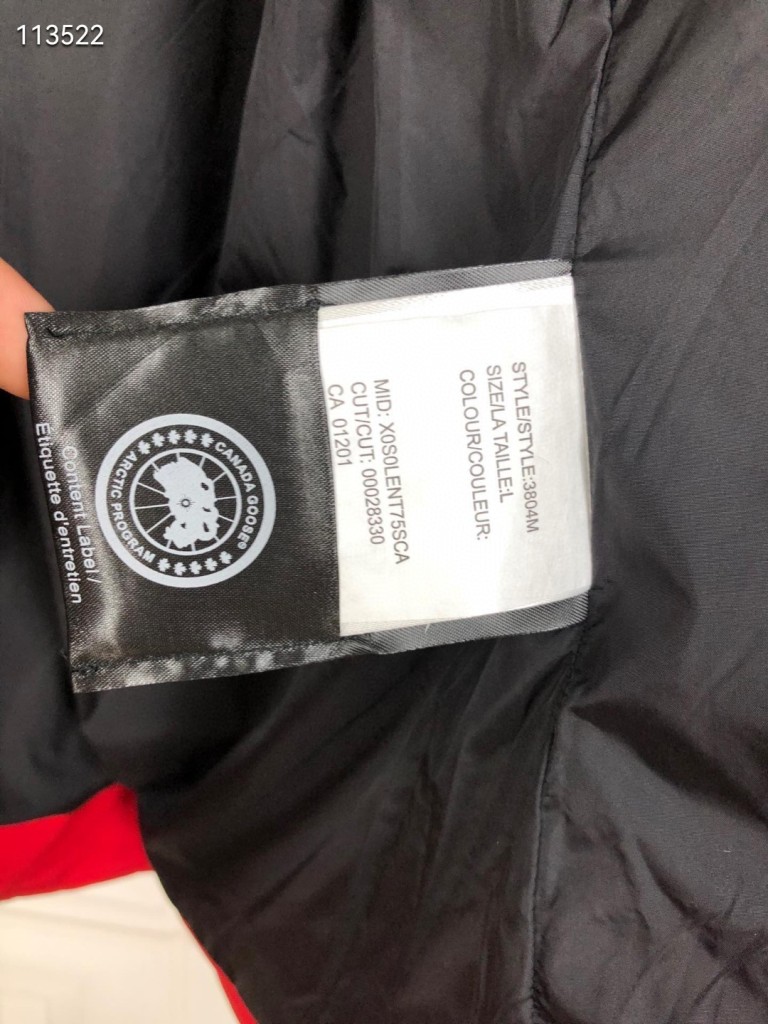 113522
STYLE/STYLE:3804M
SIZE/LA TAILLE:L
COLOUR/COULEUR:
MID: X0S0LENT75SCA
CUT/CUT: 00028330
CA 01201
CANADA GOOSE®
ARCTIC PROGRAM
Content Label /
Etiquette d'entretien